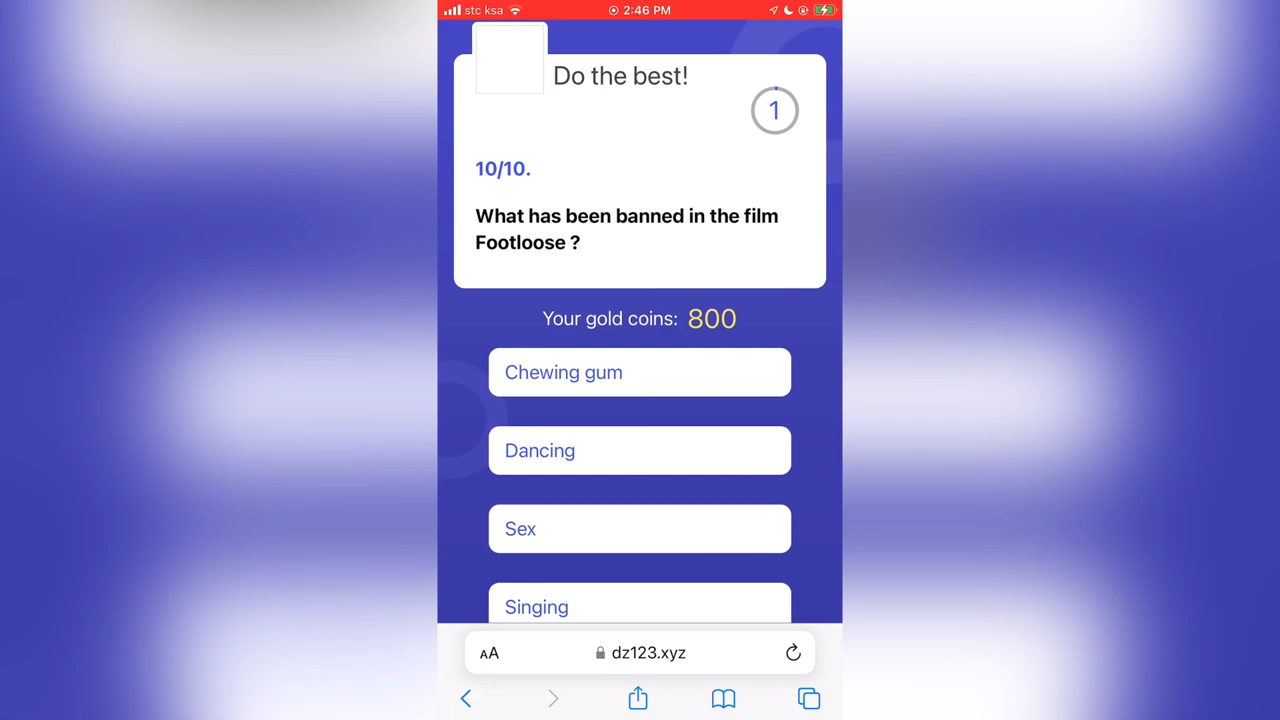 stc ksa
2:46 PM
Do the best!
1
10/10.
What has been banned in the film
Footloose ?
Your gold coins: 800
Chewing gum
Dancing
Sex
Singing
AA
dz123.xyz